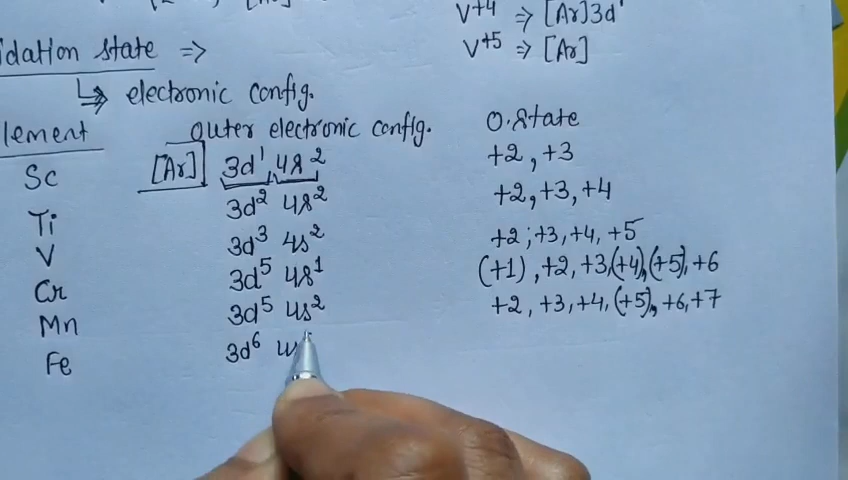 V⁺⁴ ⇒ [Ar]3d¹
V⁺⁵ ⇒ [Ar]
idation state ⇒
↳ electronic config.
lement outer electronic config. O.State
Sc [Ar] 3d¹ 4s² +2, +3
Ti 3d² 4s² +2, +3, +4
V 3d³ 4s² +2; +3, +4, +5
Cr 3d⁵ 4s¹ (+1), +2, +3, (+4), (+5), +6
Mn 3d⁵ 4s² +2, +3, +4, (+5), +6, +7
Fe 3d⁶